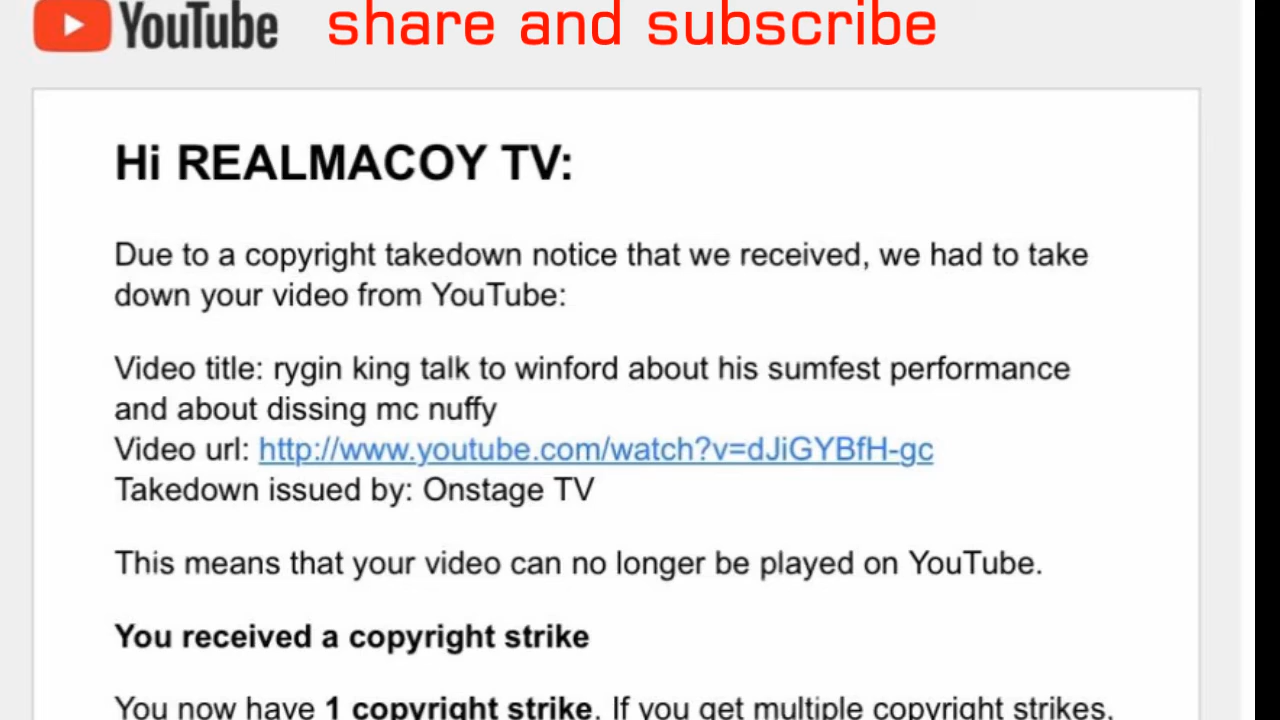 YouTube share and subscribe
Hi REALMACOY TV:
Due to a copyright takedown notice that we received, we had to take
down your video from YouTube:
Video title: rygin king talk to winford about his sumfest performance
and about dissing mc nuffy
Video url: http://www.youtube.com/watch?v=dJiGYBfH-gc
Takedown issued by: Onstage TV
This means that your video can no longer be played on YouTube.
You received a copyright strike
You now have 1 copyright strike. If you get multiple copyright strikes,